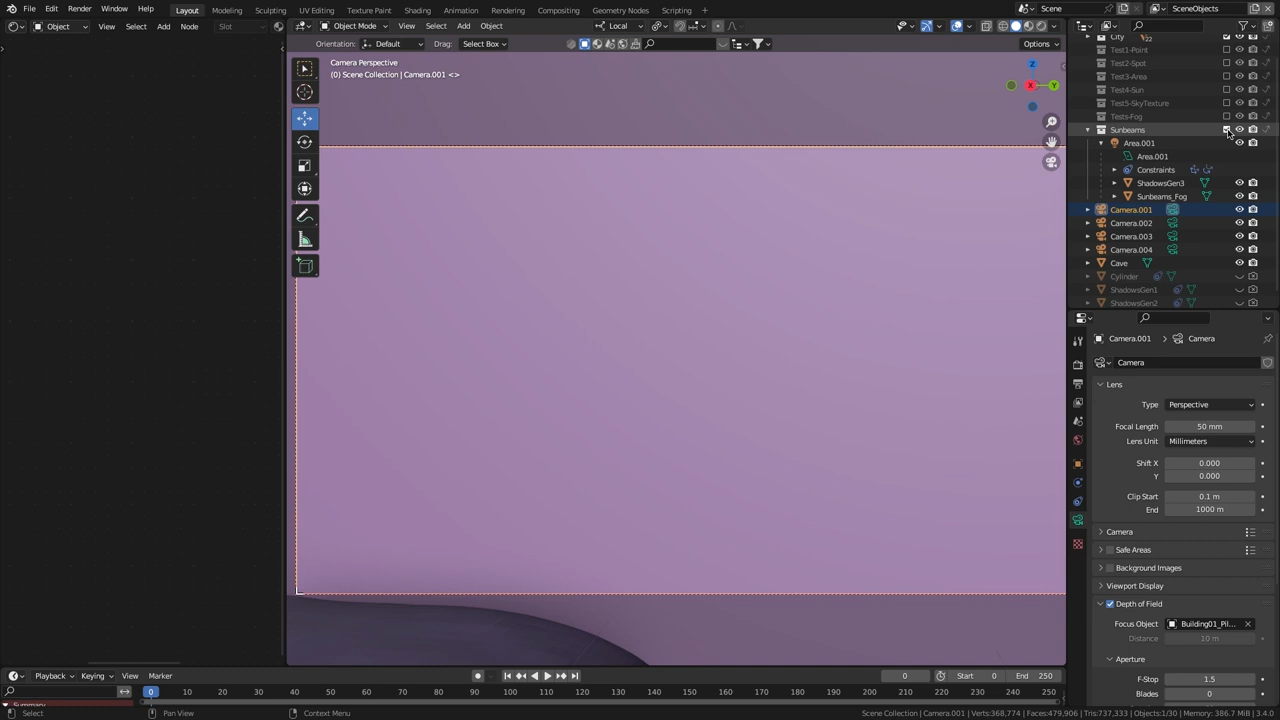 File Edit Render Window Help Layout Modeling Sculpting UV Editing Texture Paint Shading Animation Rendering Compositing Geometry Nodes Scripting Scene SceneObjects
Object View Select Add Node Slot Object Mode View Select Add Object Local
Orientation: Default Drag: Select Box Options
Camera Perspective
(0) Scene Collection | Camera.001 <>
Z
X
Y
City 22
Test1-Point
Test2-Spot
Test3-Area
Test4-Sun
Test5-SkyTexture
Tests-Fog
Sunbeams
Area.001
Area.001
Constraints
ShadowsGen3
Sunbeams_Fog
Camera.001
Camera.002
Camera.003
Camera.004
Cave
Cylinder
ShadowsGen1
ShadowsGen2
Camera.001 > Camera
Camera
Lens
Type Perspective
Focal Length 50 mm
Lens Unit Millimeters
Shift X 0.000
Y 0.000
Clip Start 0.1 m
End 1000 m
Camera
Safe Areas
Background Images
Viewport Display
Depth of Field
Focus Object Building01_Pil...
Distance 10 m
Aperture
F-Stop 1.5
Blades 0
Playback Keying View Marker 0 Start 0 End 250
0 10 20 30 40 50 60 70 80 90 100 110 120 130 140 150 160 170 180 190 200 210 220 230 240 250
Summary
Select Pan View Context Menu Scene Collection | Camera.001 | Verts:368,774 | Faces:479,906 | Tris:737,333 | Objects:1/30 | Memory: 386.7 MiB | 3.4.0